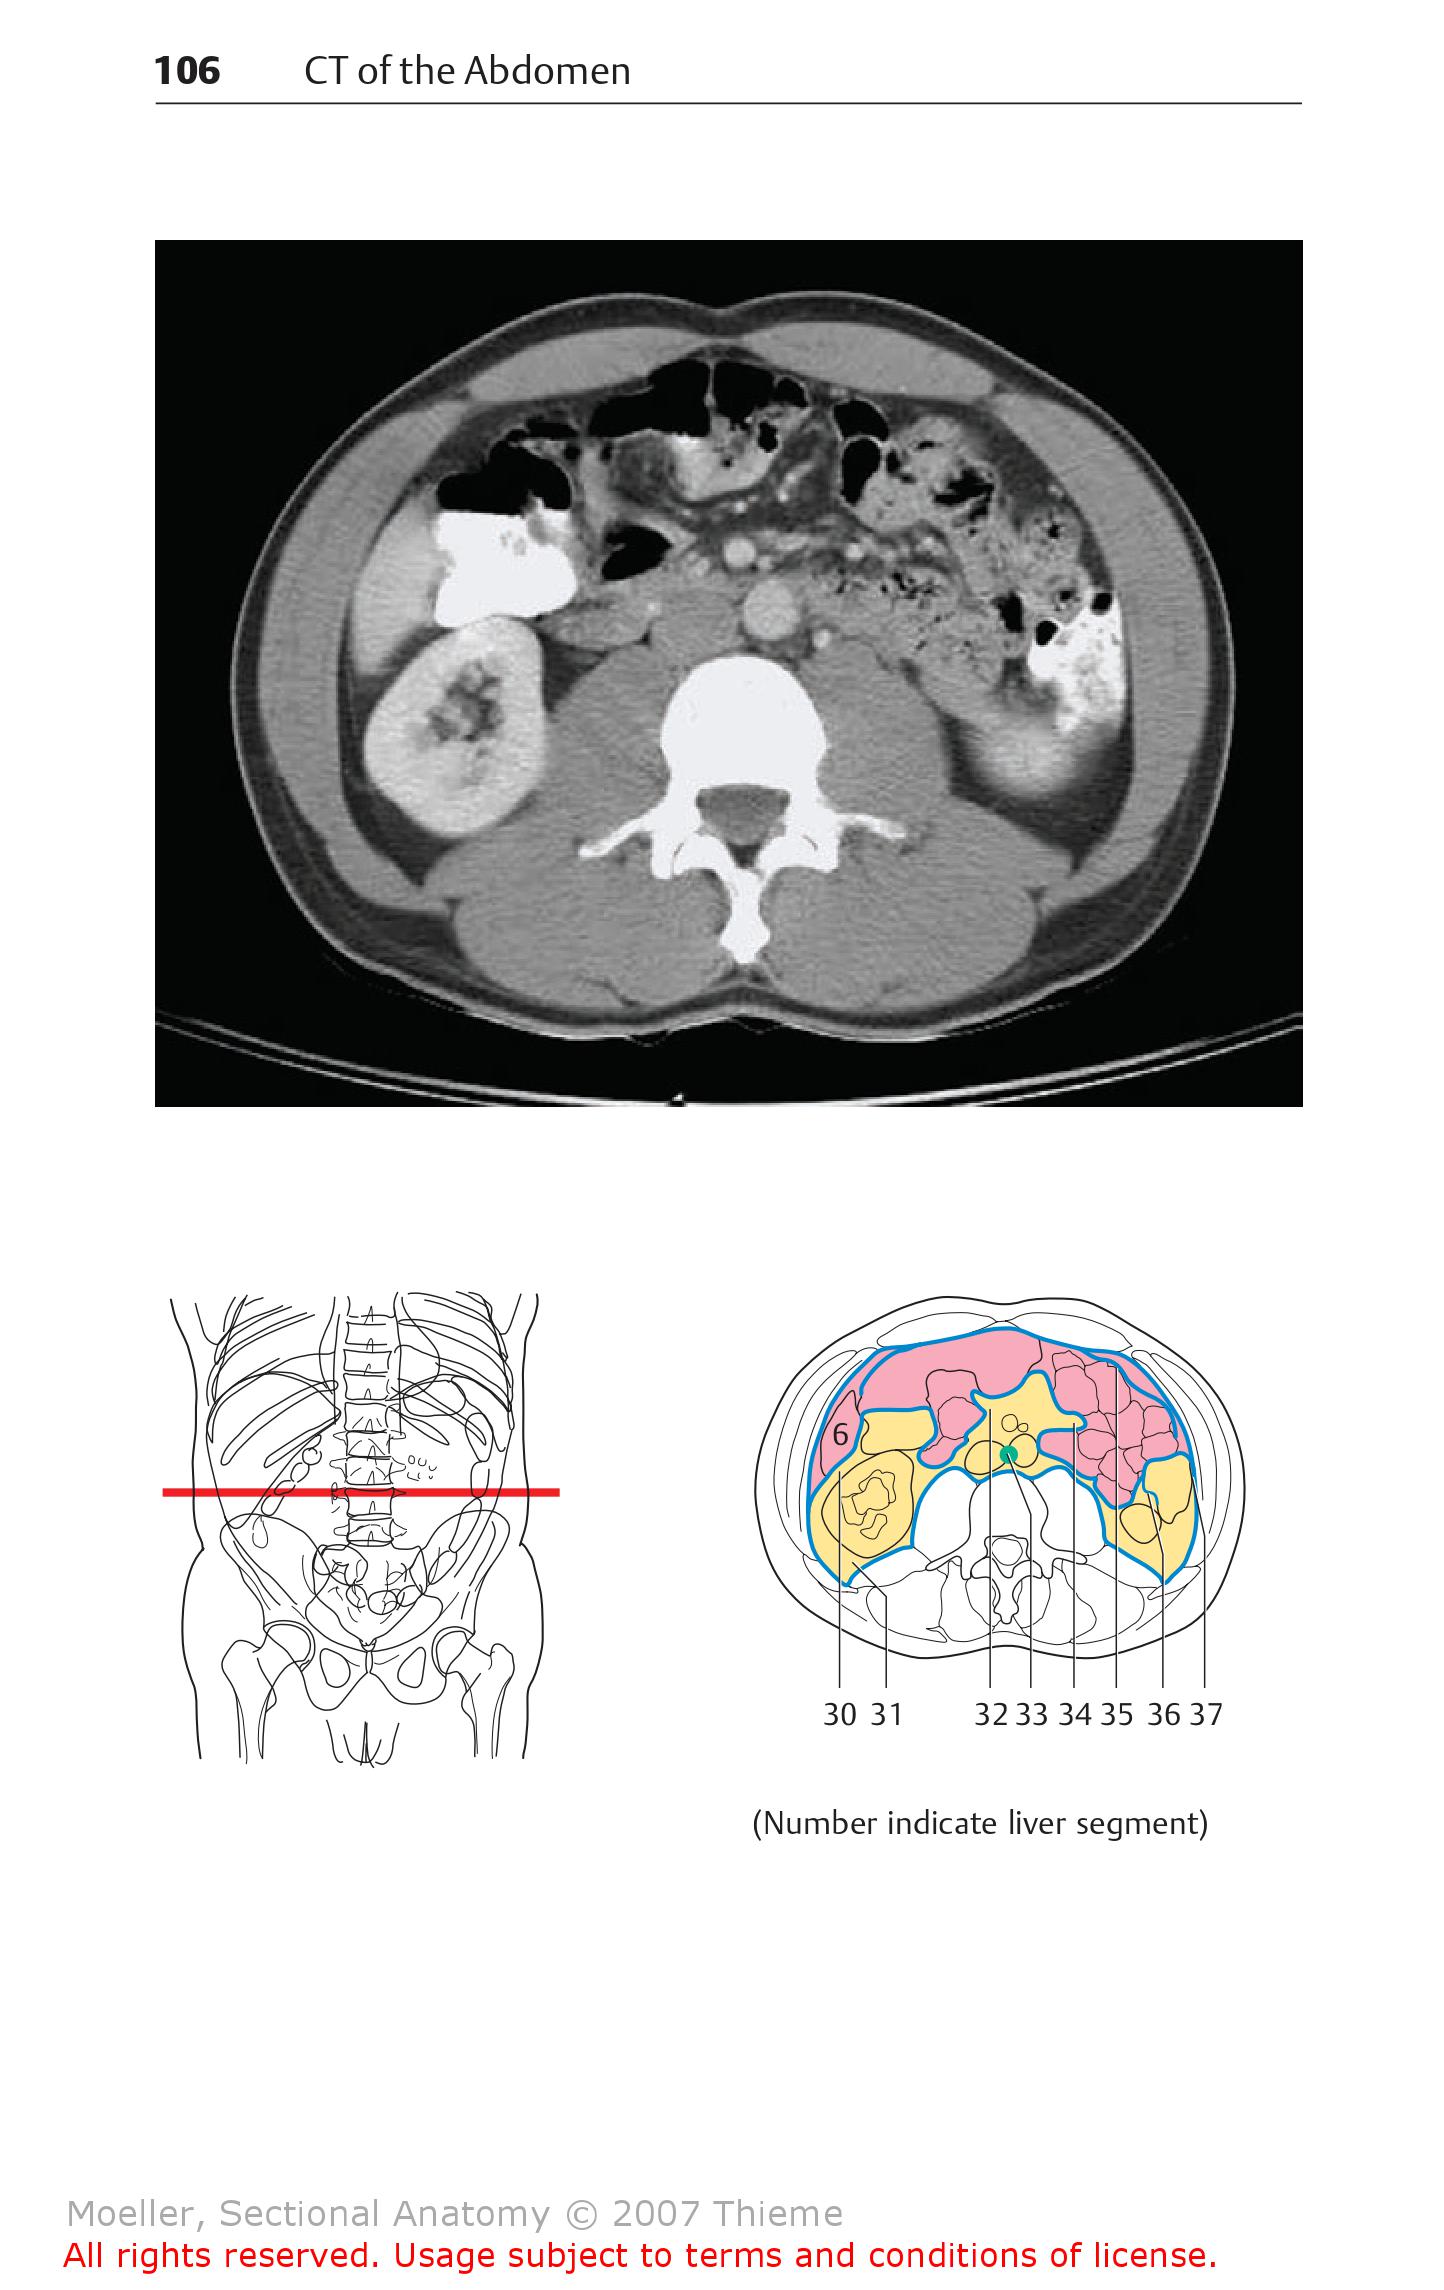 106 CT of the Abdomen
6
30 31 32 33 34 35 36 37
(Number indicate liver segment)
Moeller, Sectional Anatomy © 2007 Thieme
All rights reserved. Usage subject to terms and conditions of license.